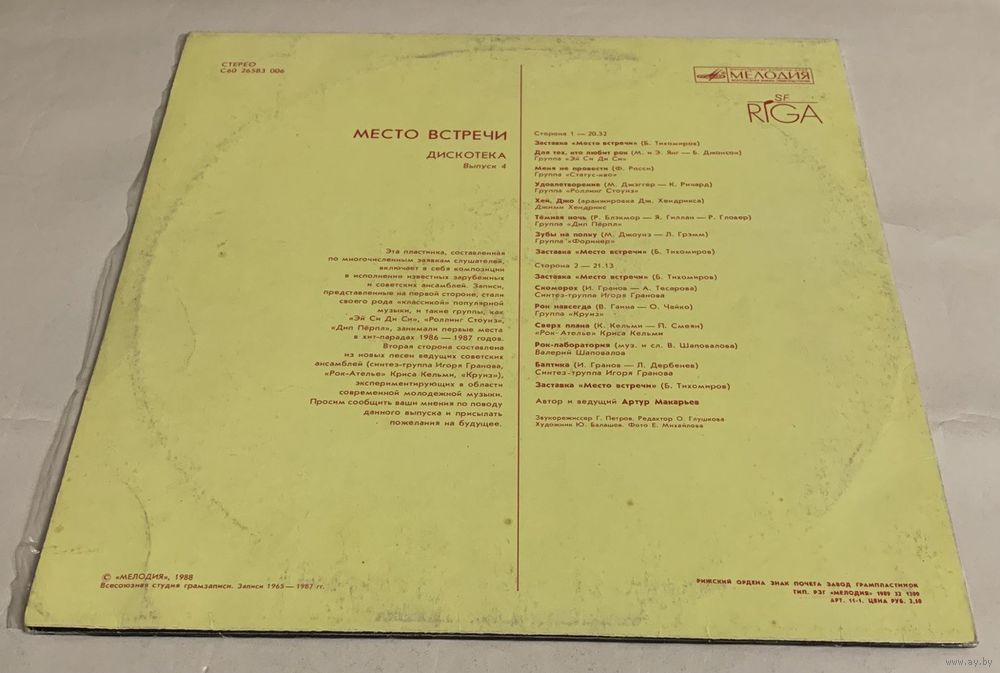 СТЕРЕО
С60 26583 006
МЕЛОДИЯ
SF
RIGA
МЕСТО ВСТРЕЧИ
ДИСКОТЕКА
Выпуск 4
Эта пластинка, составленная
по многочисленным заявкам слушателей,
включает в себя композиции
в исполнении известных зарубежных
и советских ансамблей. Записи,
представленные на первой стороне, стали
своего рода «классикой» популярной
музыки, и такие группы, как
«Эй Си Ди Си», «Роллинг Стоунз»,
«Дип Пёрпл», занимали первые места
в хит-парадах 1986 — 1987 годов.
Вторая сторона составлена
из новых песен ведущих советских
ансамблей (синтез-группа Игоря Гранова,
«Рок-Ателье» Криса Кельми, «Круиз»),
экспериментирующих в области
современной молодежной музыки.
Просим сообщить ваши мнения по поводу
данного выпуска и присылать
пожелания на будущее.
Сторона 1 — 20.32
Заставка «Место встречи» (Б. Тихомиров)
Для тех, кто любит рок (М. и Э. Янг — Б. Джонсон)
Группа «Эй Си Ди Си»
Меня не провести (Ф. Росси)
Группа «Статус-кво»
Удовлетворение (М. Джэггер — К. Ричард)
Группа «Роллинг Стоунз»
Хей, Джо (аранжировка Дж. Хендрикса)
Джими Хендрикс
Тёмная ночь (Р. Блэкмор — Я. Гиллан — Р. Гловер)
Группа «Дип Пёрпл»
Зубы на полку (М. Джоунз — Л. Грэмм)
Группа «Форинер»
Заставка «Место встречи» (Б. Тихомиров)
Сторона 2 — 21.13
Заставка «Место встречи» (Б. Тихомиров)
Скоморох (И. Гранов — А. Тесарова)
Синтез-группа Игоря Гранова
Рок навсегда (В. Гаина — О. Чайко)
Группа «Круиз»
Сверх плана (К. Кельми — П. Смеян)
«Рок-Ателье» Криса Кельми
Рок-лаборатория (муз. и сл. В. Шаповалова)
Валерий Шаповалов
Балтика (И. Гранов — Л. Дербенев)
Синтез-группа Игоря Гранова
Заставка «Место встречи» (Б. Тихомиров)
Автор и ведущий Артур Макарьев
Звукорежиссер Г. Петров. Редактор О. Глушкова
Художник Ю. Балашов. Фото Е. Михайлова
© «МЕЛОДИЯ», 1988
Всесоюзная студия грамзаписи. Записи 1965 — 1987 гг.
РИЖСКИЙ ОРДЕНА ЗНАК ПОЧЕТА ЗАВОД ГРАМПЛАСТИНОК
ТИП. РЗГ «МЕЛОДИЯ» 1989 32 1200
АРТ. 11-1. ЦЕНА РУБ. 3,50
www.ay.by